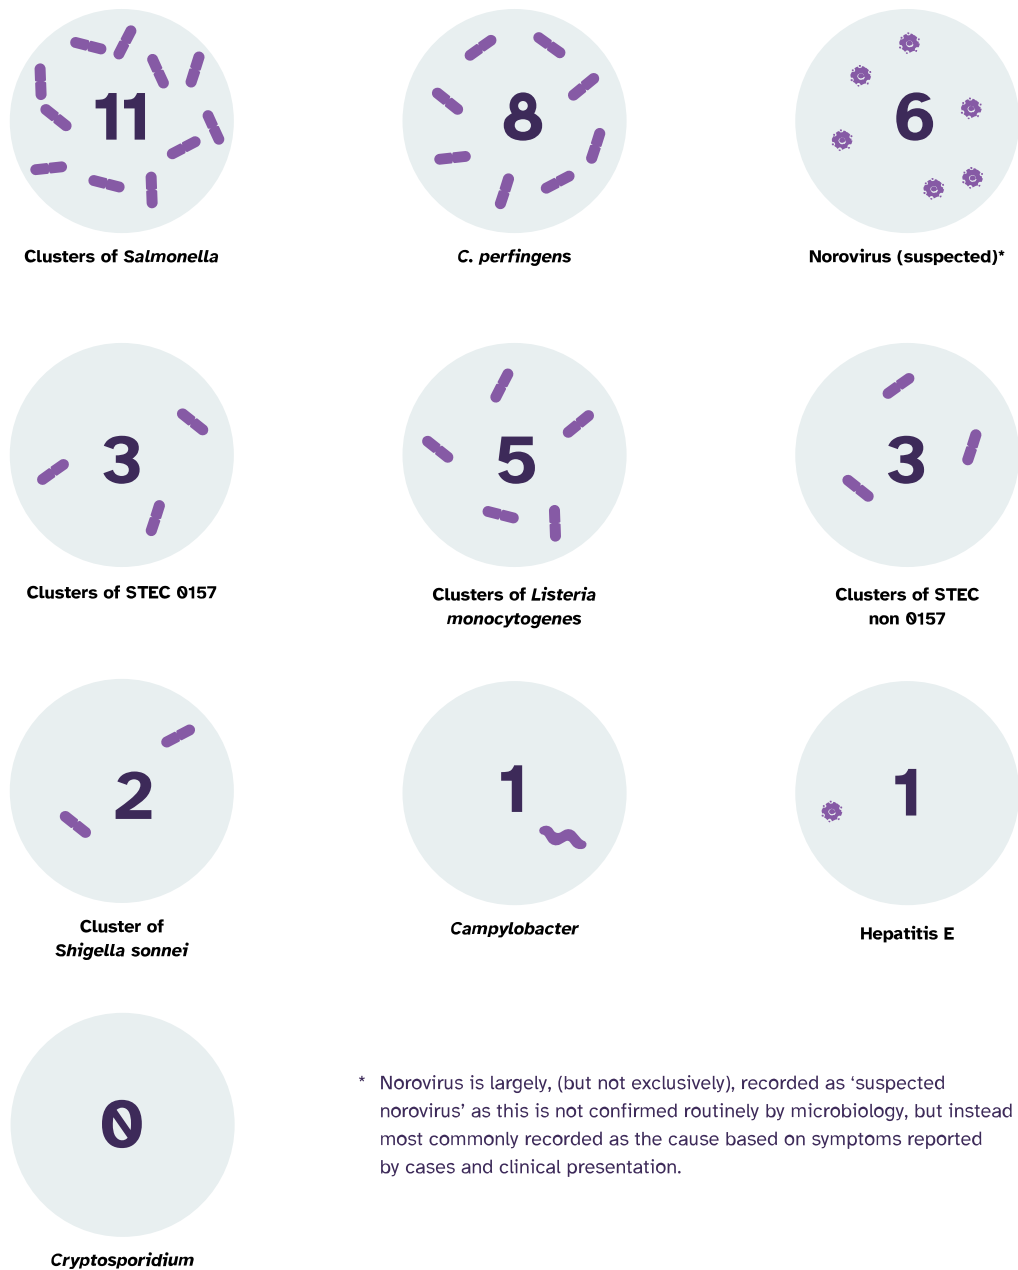 11
Clusters of Salmonella
8
C. perfingens
6
Norovirus (suspected)*
3
Clusters of STEC 0157
5
Clusters of Listeria
monocytogenes
3
Clusters of STEC
non 0157
2
Cluster of
Shigella sonnei
1
Campylobacter
1
Hepatitis E
0
Cryptosporidium
* Norovirus is largely, (but not exclusively), recorded as ‘suspected
norovirus’ as this is not confirmed routinely by microbiology, but instead
most commonly recorded as the cause based on symptoms reported
by cases and clinical presentation.